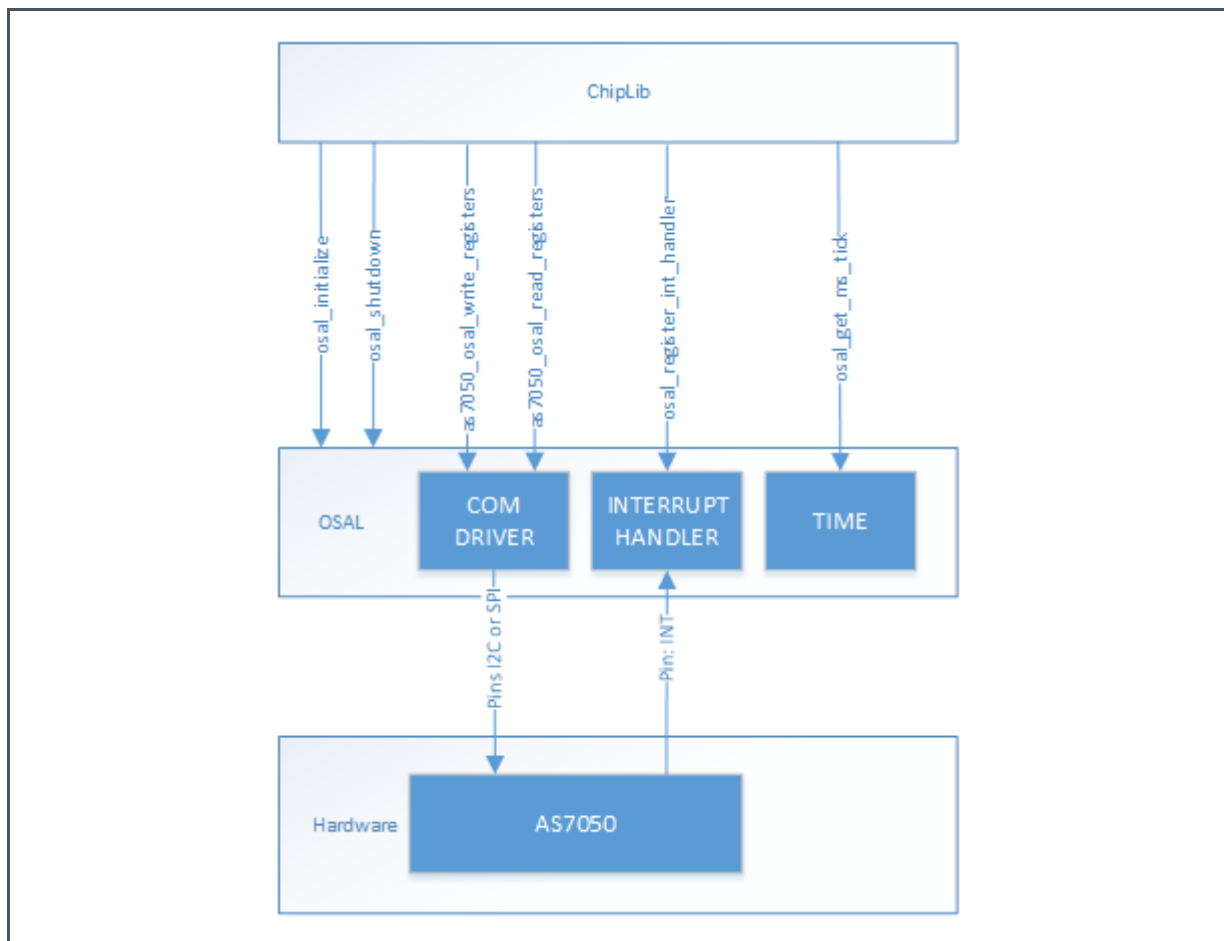 ChipLib
osal_initialize
osal_shutdown
as7050_osal_write_registers
as7050_osal_read_registers
osal_register_int_handler
osal_get_ms_tick
OSAL
COM
DRIVER
INTERRUPT
HANDLER
TIME
Pins I2C or SPI
Pin: INT
Hardware
AS7050